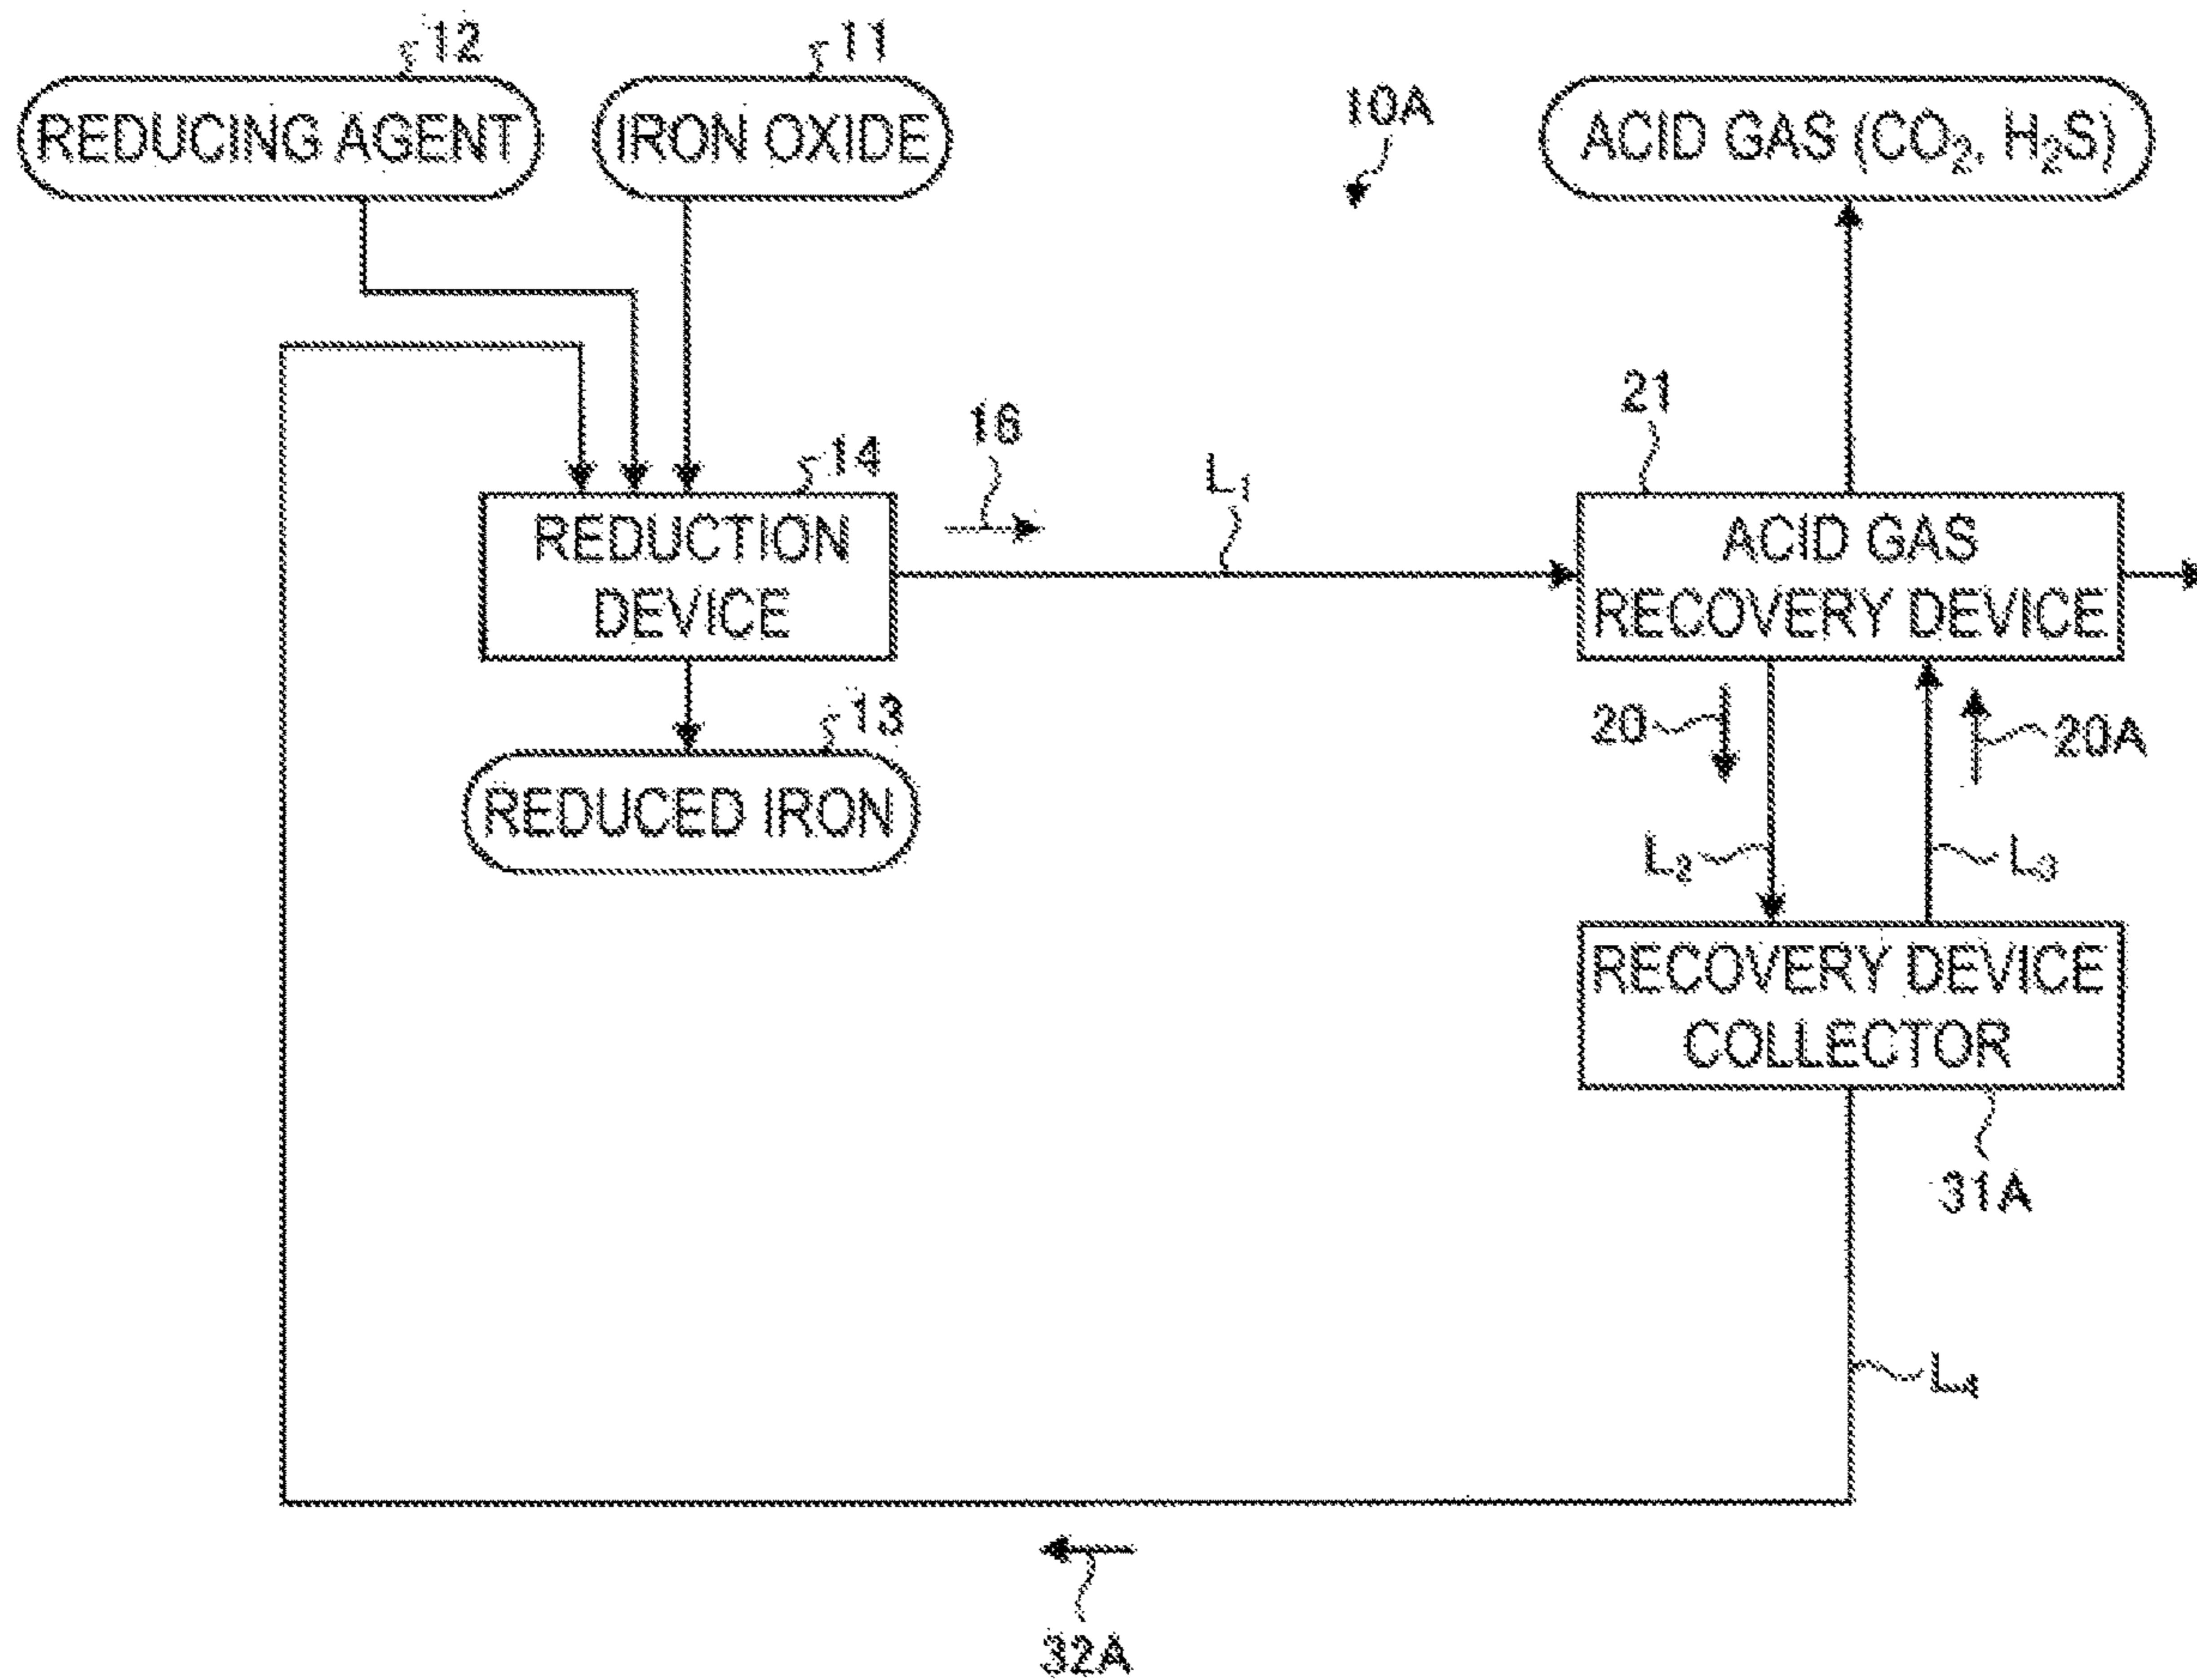 12
11
REDUCING AGENT
IRON OXIDE
10A
ACID GAS (CO₂, H₂S)
14
16
L₁
21
REDUCTION
DEVICE
ACID GAS
RECOVERY DEVICE
13
20
20A
REDUCED IRON
L₂
L₃
RECOVERY DEVICE
COLLECTOR
31A
L₄
32A